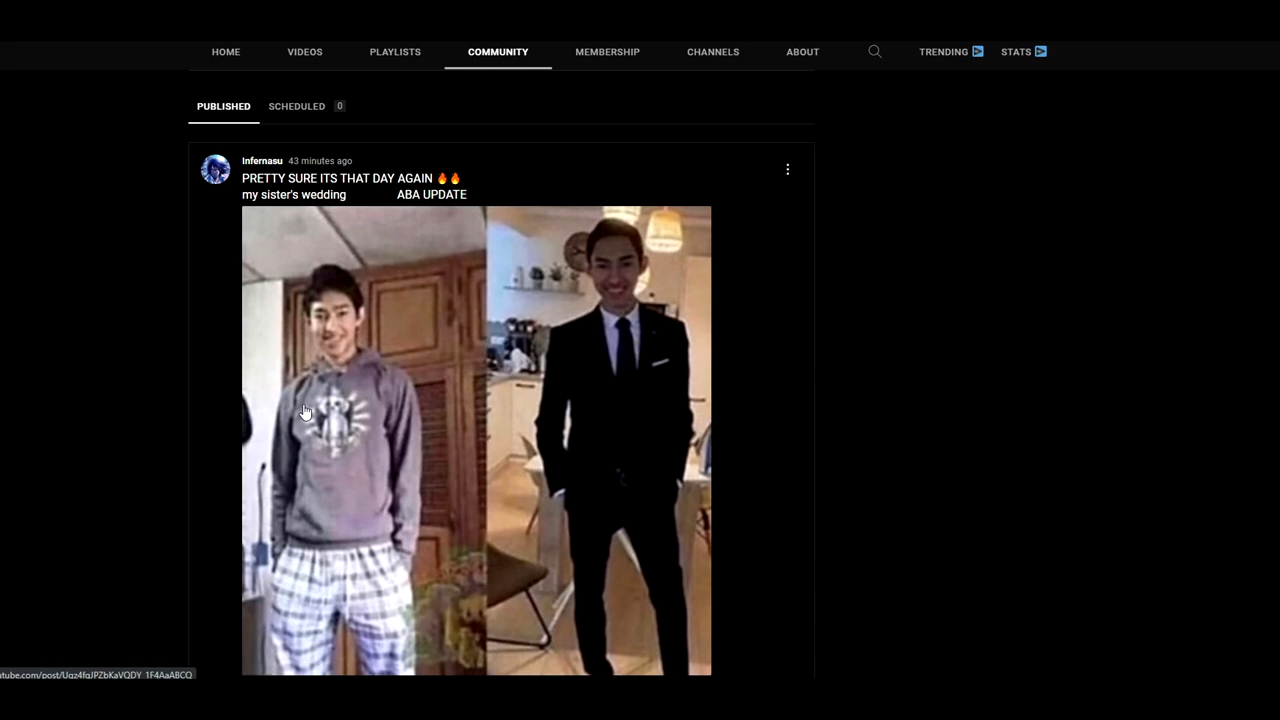 HOME VIDEOS PLAYLISTS COMMUNITY MEMBERSHIP CHANNELS ABOUT TRENDING STATS
PUBLISHED SCHEDULED 0
Infernasu 43 minutes ago
PRETTY SURE ITS THAT DAY AGAIN 🔥🔥
my sister's wedding ABA UPDATE